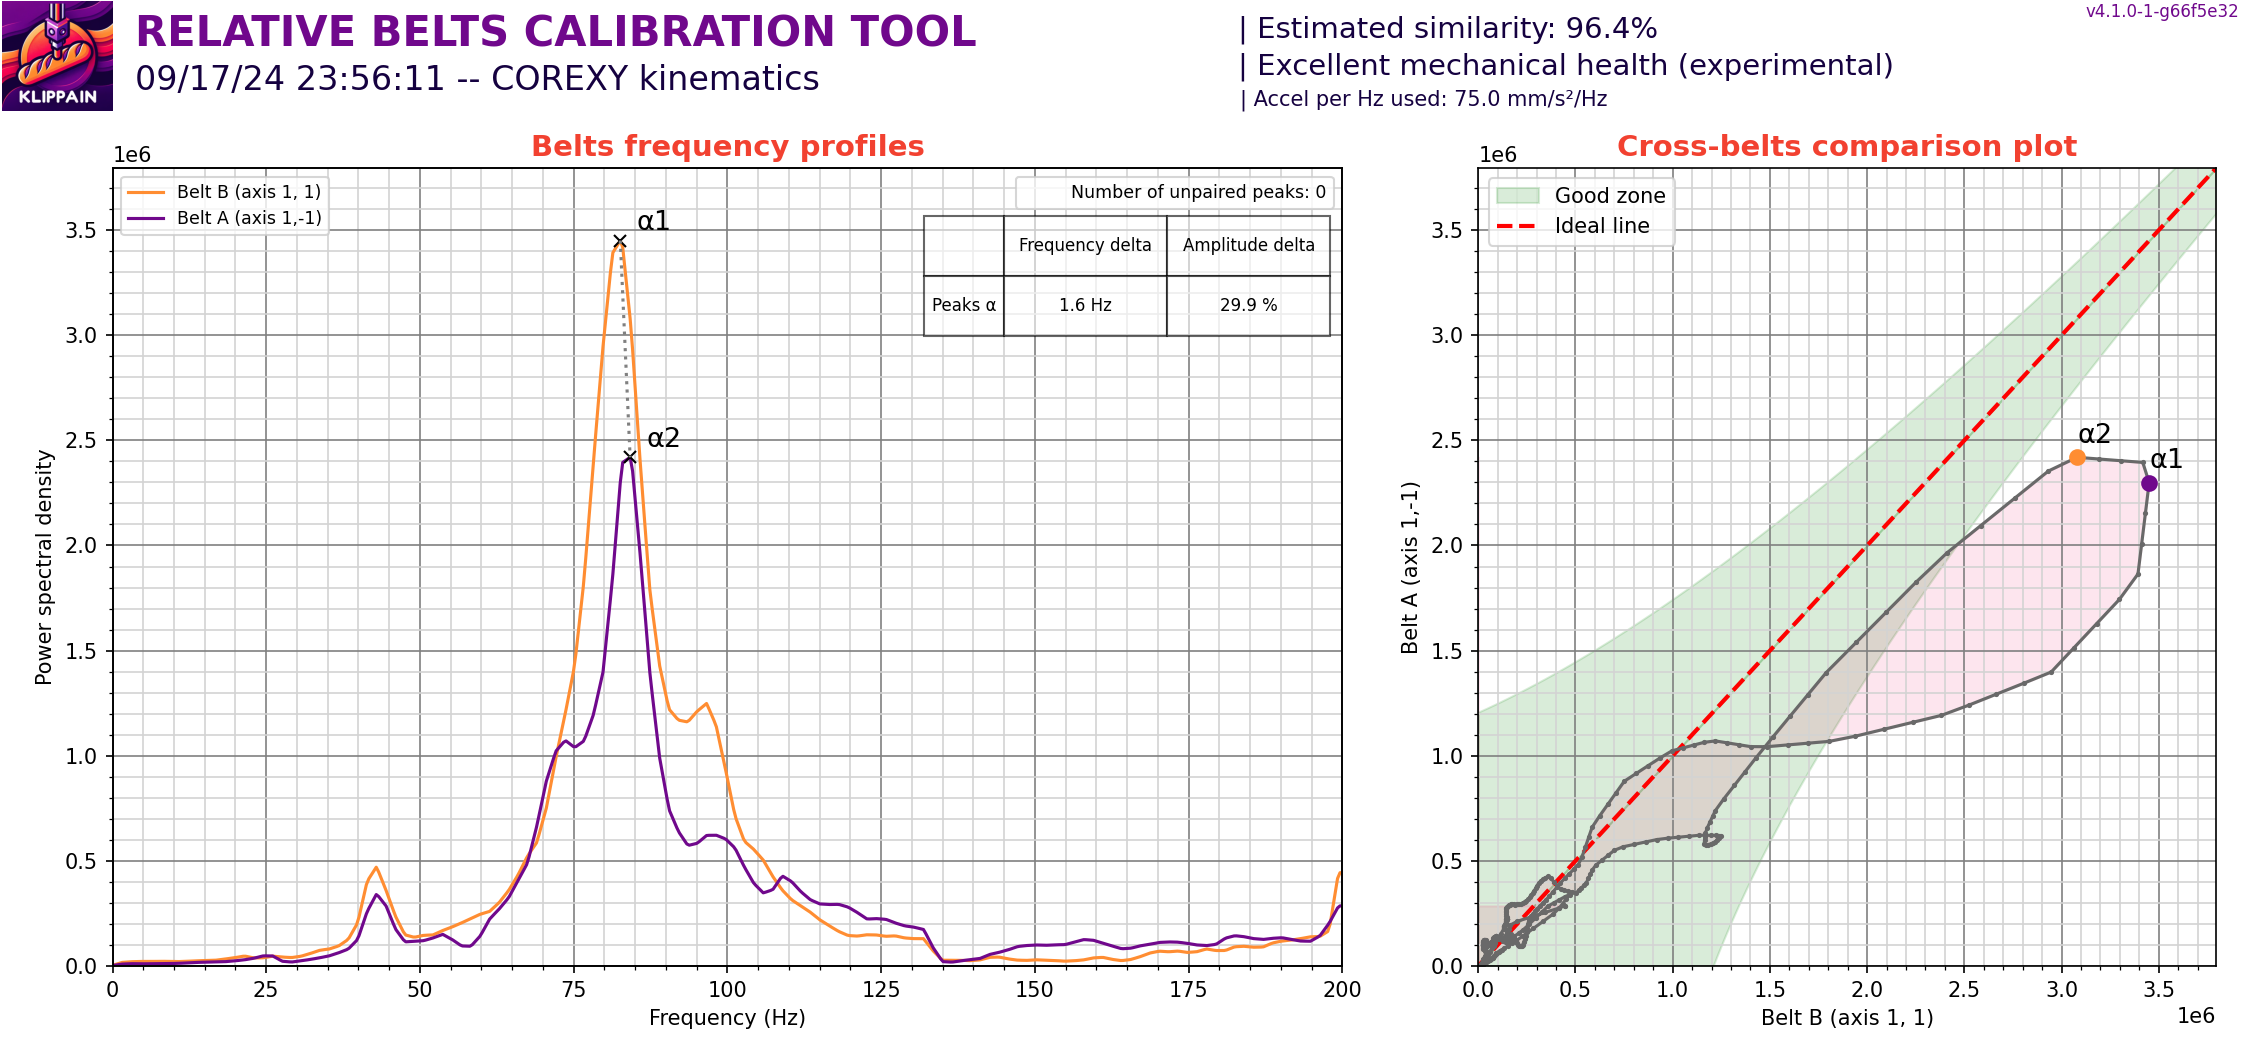 KLIPPAIN
RELATIVE BELTS CALIBRATION TOOL
09/17/24 23:56:11 -- COREXY kinematics
| Estimated similarity: 96.4%
| Excellent mechanical health (experimental)
| Accel per Hz used: 75.0 mm/s²/Hz
v4.1.0-1-g66f5e32
Belts frequency profiles
1e6
Belt B (axis 1, 1)
Belt A (axis 1,-1)
Number of unpaired peaks: 0
Frequency delta Amplitude delta
Peaks α 1.6 Hz 29.9 %
α1
α2
3.5
3.0
2.5
2.0
1.5
1.0
0.5
0.0
Power spectral density
0 25 50 75 100 125 150 175 200
Frequency (Hz)
Cross-belts comparison plot
1e6
Good zone
Ideal line
α2
α1
3.5
3.0
2.5
2.0
1.5
1.0
0.5
0.0
Belt A (axis 1,-1)
0.0 0.5 1.0 1.5 2.0 2.5 3.0 3.5
Belt B (axis 1, 1)
1e6